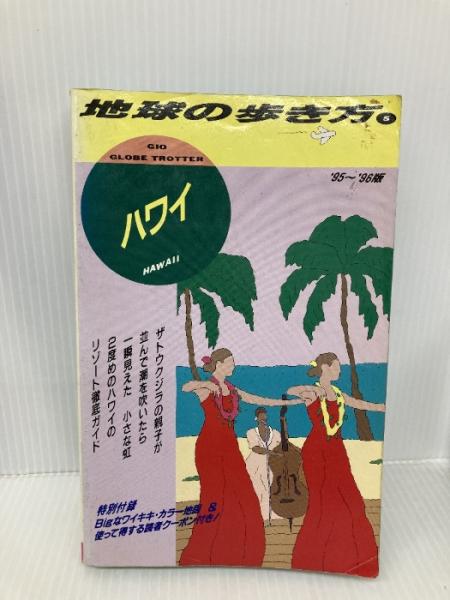 地球の歩き方5
GIO
GLOBE TROTTER
'95～'96版
ハワイ
HAWAII
ザトウクジラの親子が
並んで潮を吹いたら
一瞬見えた　小さな虹
2度めのハワイの
リゾート徹底ガイド
特別付録
Bigなワイキキ・カラー地図 &
使って得する読者クーポン付き!